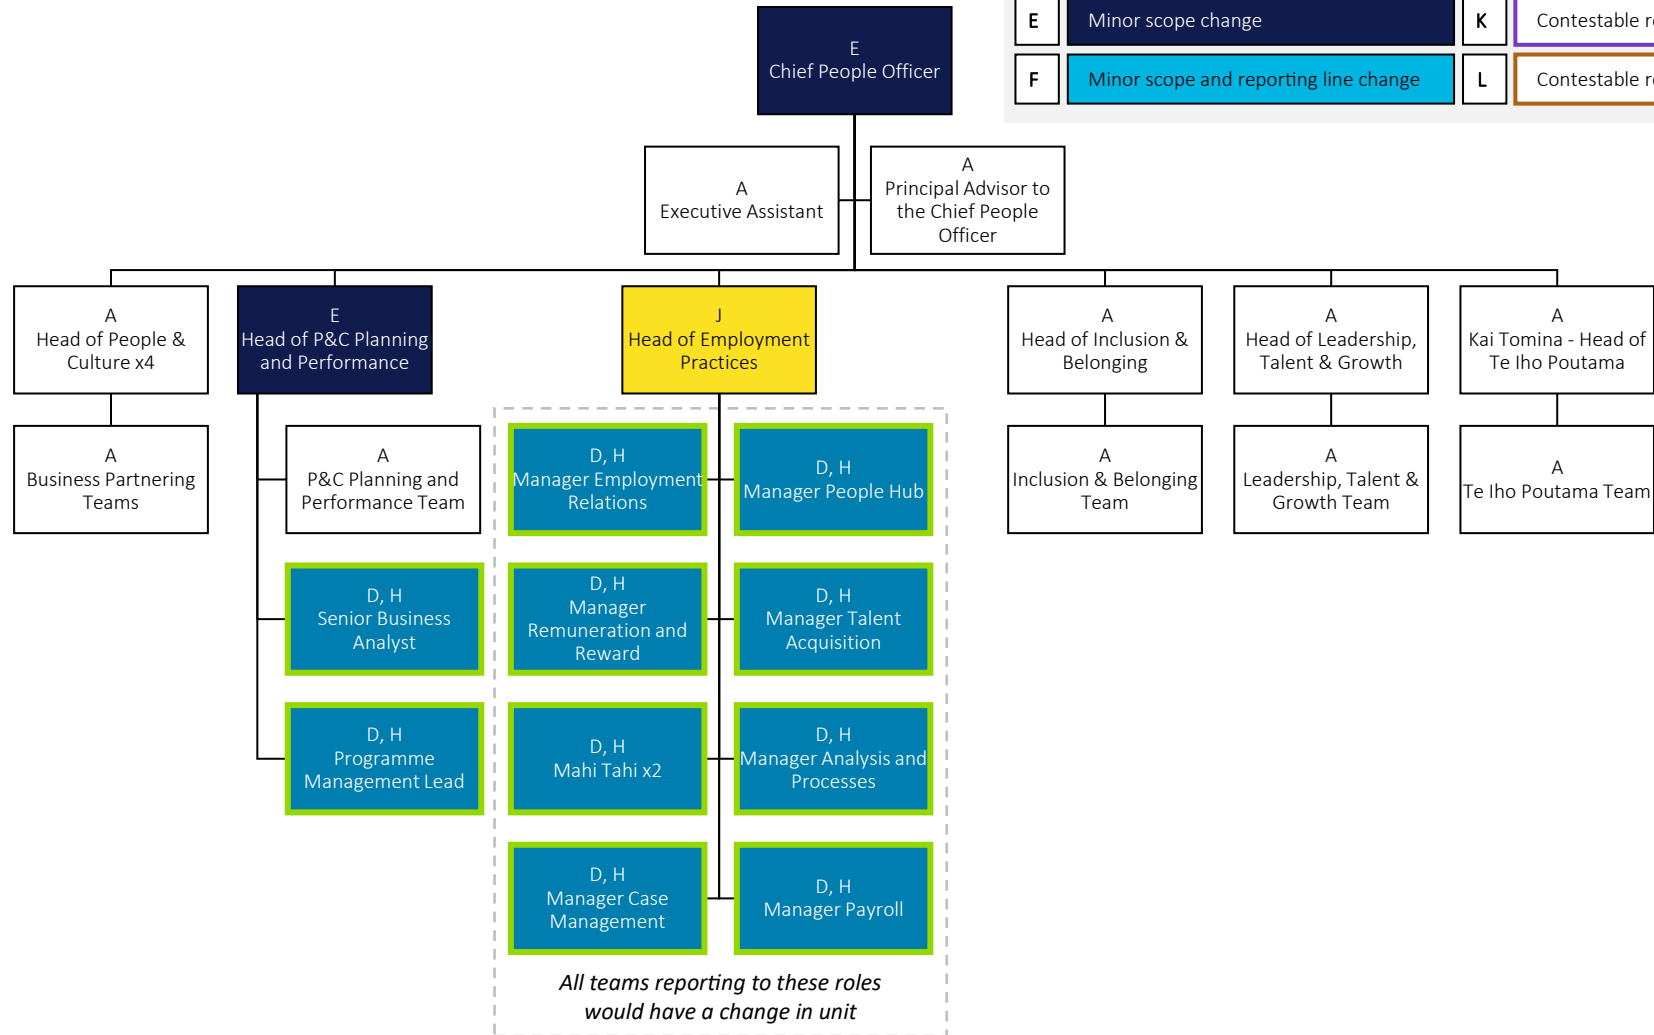 E
Minor scope change
K
Contestable
F
Minor scope and reporting line change
L
Contestable
E
Chief People Officer
A
Executive Assistant
A
Principal Advisor to
the Chief People
Officer
A
Head of People &
Culture x4
E
Head of P&C Planning
and Performance
J
Head of Employment
Practices
A
Head of Inclusion &
Belonging
A
Head of Leadership,
Talent & Growth
A
Kai Tomina - Head of
Te Iho Poutama
A
Business Partnering
Teams
A
P&C Planning and
Performance Team
D, H
Manager Employment
Relations
D, H
Manager People Hub
A
Inclusion & Belonging
Team
A
Leadership, Talent &
Growth Team
A
Te Iho Poutama Team
D, H
Senior Business
Analyst
D, H
Manager
Remuneration and
Reward
D, H
Manager Talent
Acquisition
D, H
Programme
Management Lead
D, H
Mahi Tahi x2
D, H
Manager Analysis and
Processes
D, H
Manager Case
Management
D, H
Manager Payroll
All teams reporting to these roles
would have a change in unit